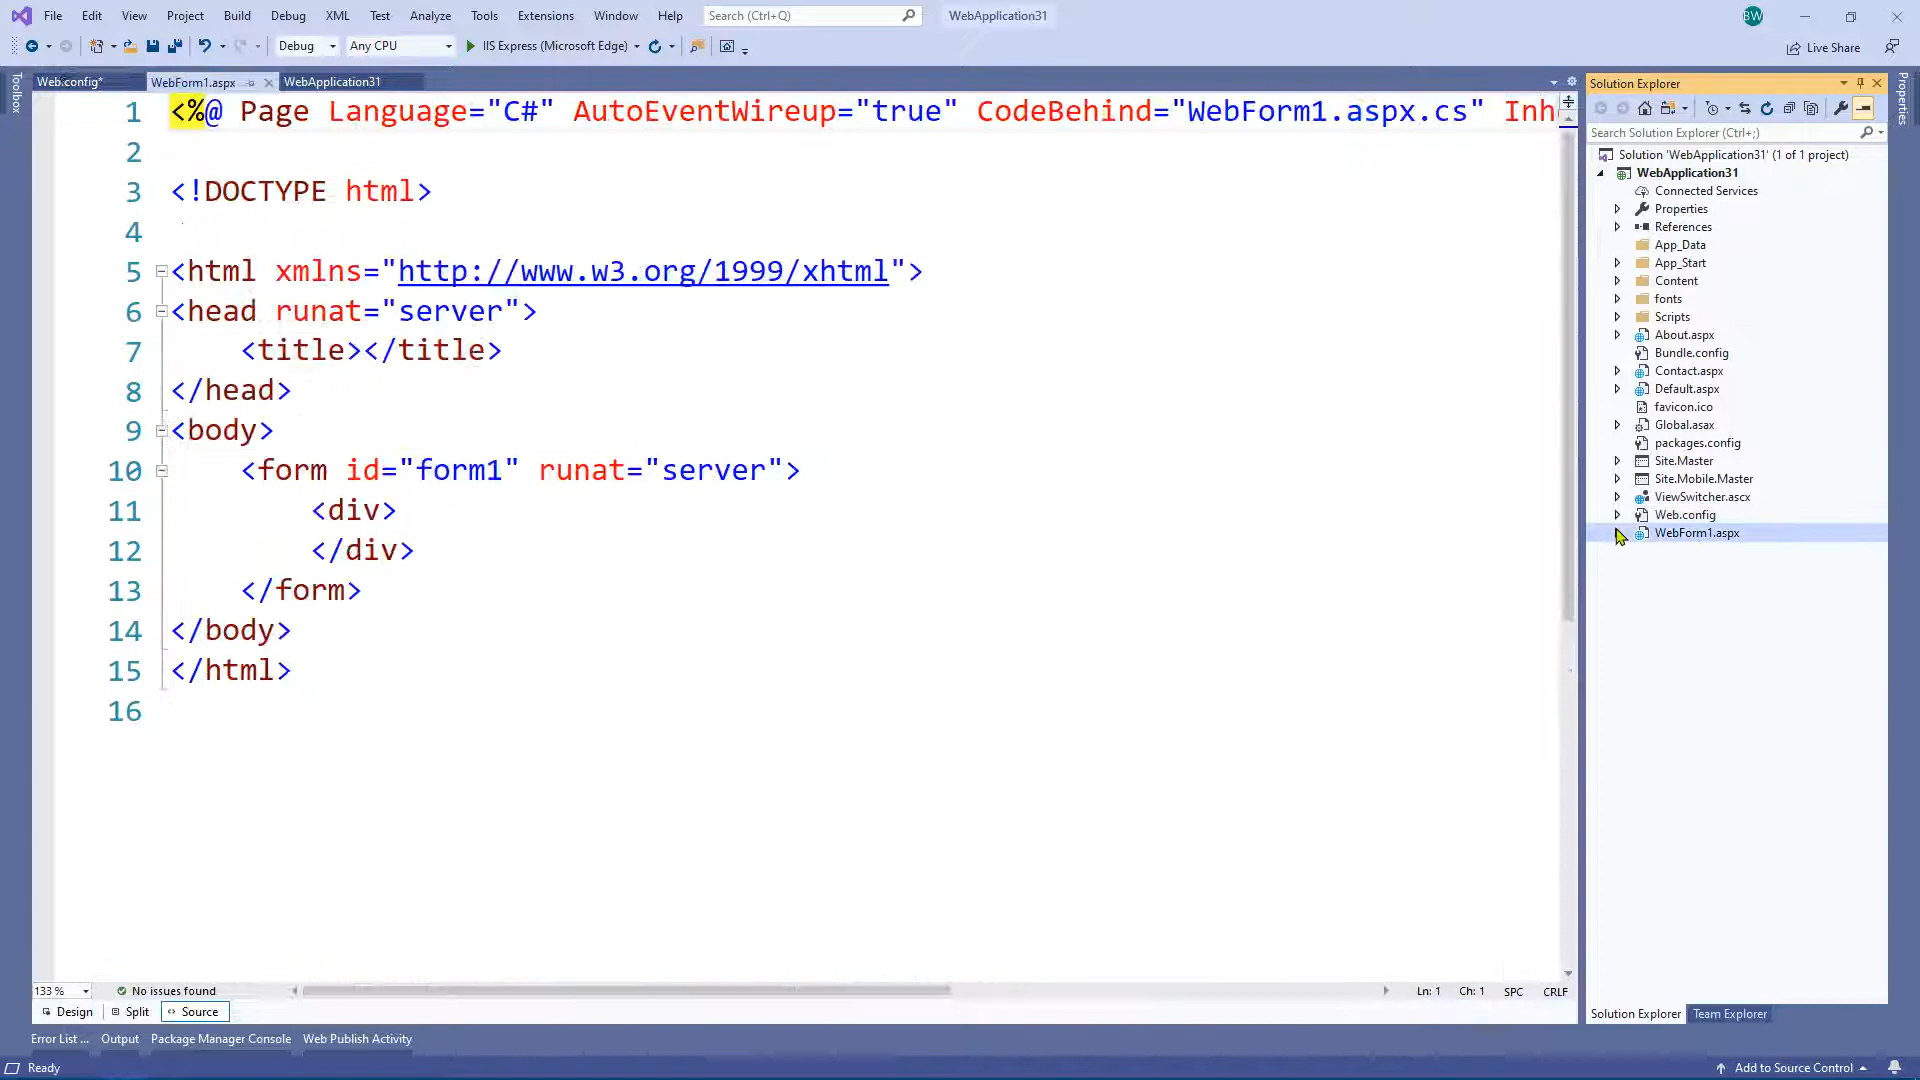 File Edit View Project Build Debug XML Test Analyze Tools Extensions Window Help Search (Ctrl+Q) WebApplication31 BW
Debug Any CPU IIS Express (Microsoft Edge) Live Share
Toolbox
Web.config* WebForm1.aspx WebApplication31
1 <%@ Page Language="C#" AutoEventWireup="true" CodeBehind="WebForm1.aspx.cs" Inh
2
3 <!DOCTYPE html>
4
5 <html xmlns="http://www.w3.org/1999/xhtml">
6 <head runat="server">
7 <title></title>
8 </head>
9 <body>
10 <form id="form1" runat="server">
11 <div>
12 </div>
13 </form>
14 </body>
15 </html>
16
133 % No issues found Ln: 1 Ch: 1 SPC CRLF
Design Split Source
Solution Explorer
Search Solution Explorer (Ctrl+;)
Solution 'WebApplication31' (1 of 1 project)
WebApplication31
Connected Services
Properties
References
App_Data
App_Start
Content
fonts
Scripts
About.aspx
Bundle.config
Contact.aspx
Default.aspx
favicon.ico
Global.asax
packages.config
Site.Master
Site.Mobile.Master
ViewSwitcher.ascx
Web.config
WebForm1.aspx
Solution Explorer Team Explorer
Properties
Error List ... Output Package Manager Console Web Publish Activity
Ready Add to Source Control